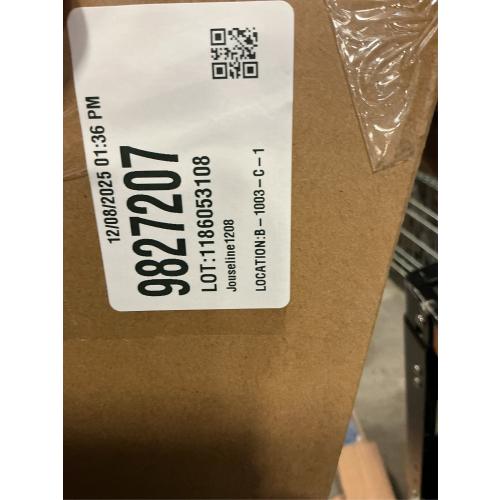 12/08/2025 01:36 PM
9827207
LOT:1186053108
Jouseline1208
LOCATION:B-1003-C-1